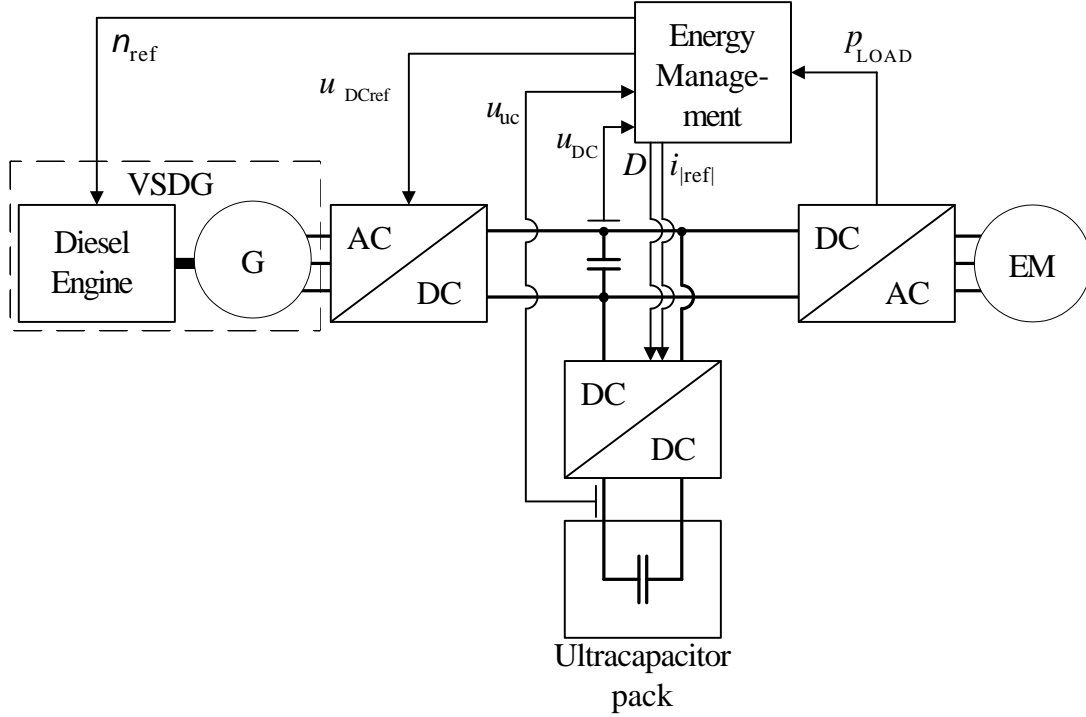 n_ref
Energy
Manage-
ment
p_LOAD
u_DCref
u_uc
u_DC
D
i_|ref|
VSDG
Diesel
Engine
G
AC
DC
DC
AC
EM
DC
DC
Ultracapacitor
pack